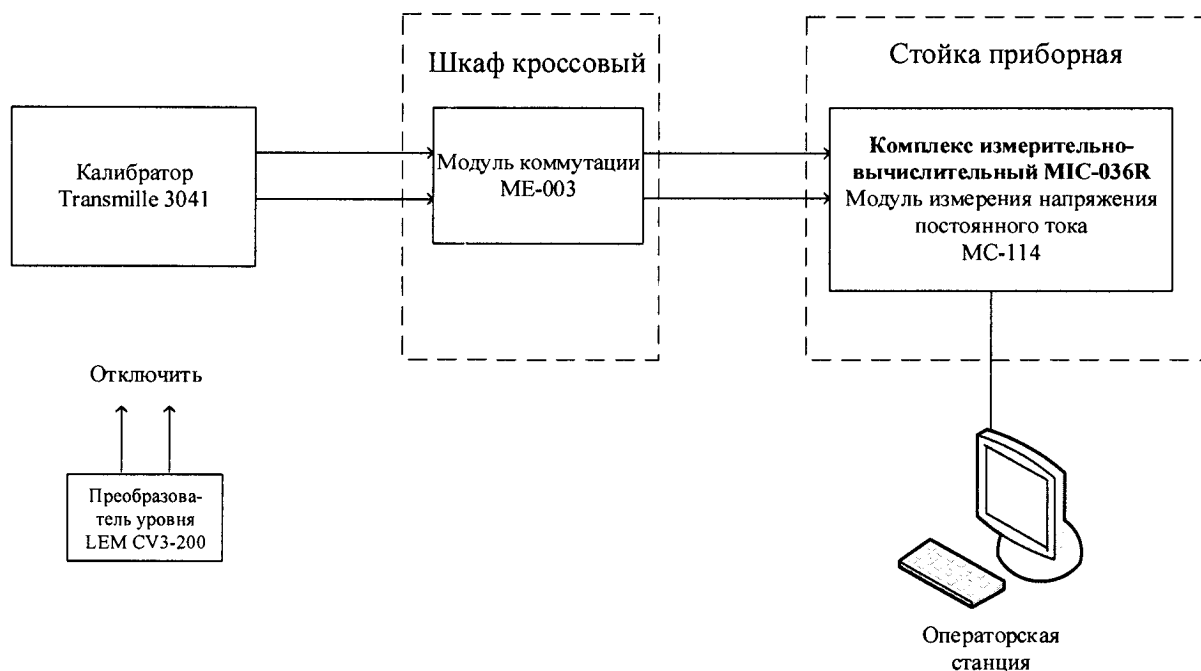 Шкаф кроссовый
Стойка приборная
Калибратор
Transmille 3041
Модуль коммутации
МЕ-003
Комплекс измерительно-
вычислительный MIC-036R
Модуль измерения напряжения
постоянного тока
МС-114
Отключить
Преобразова-
тель уровня
LEM CV3-200
Операторская
станция